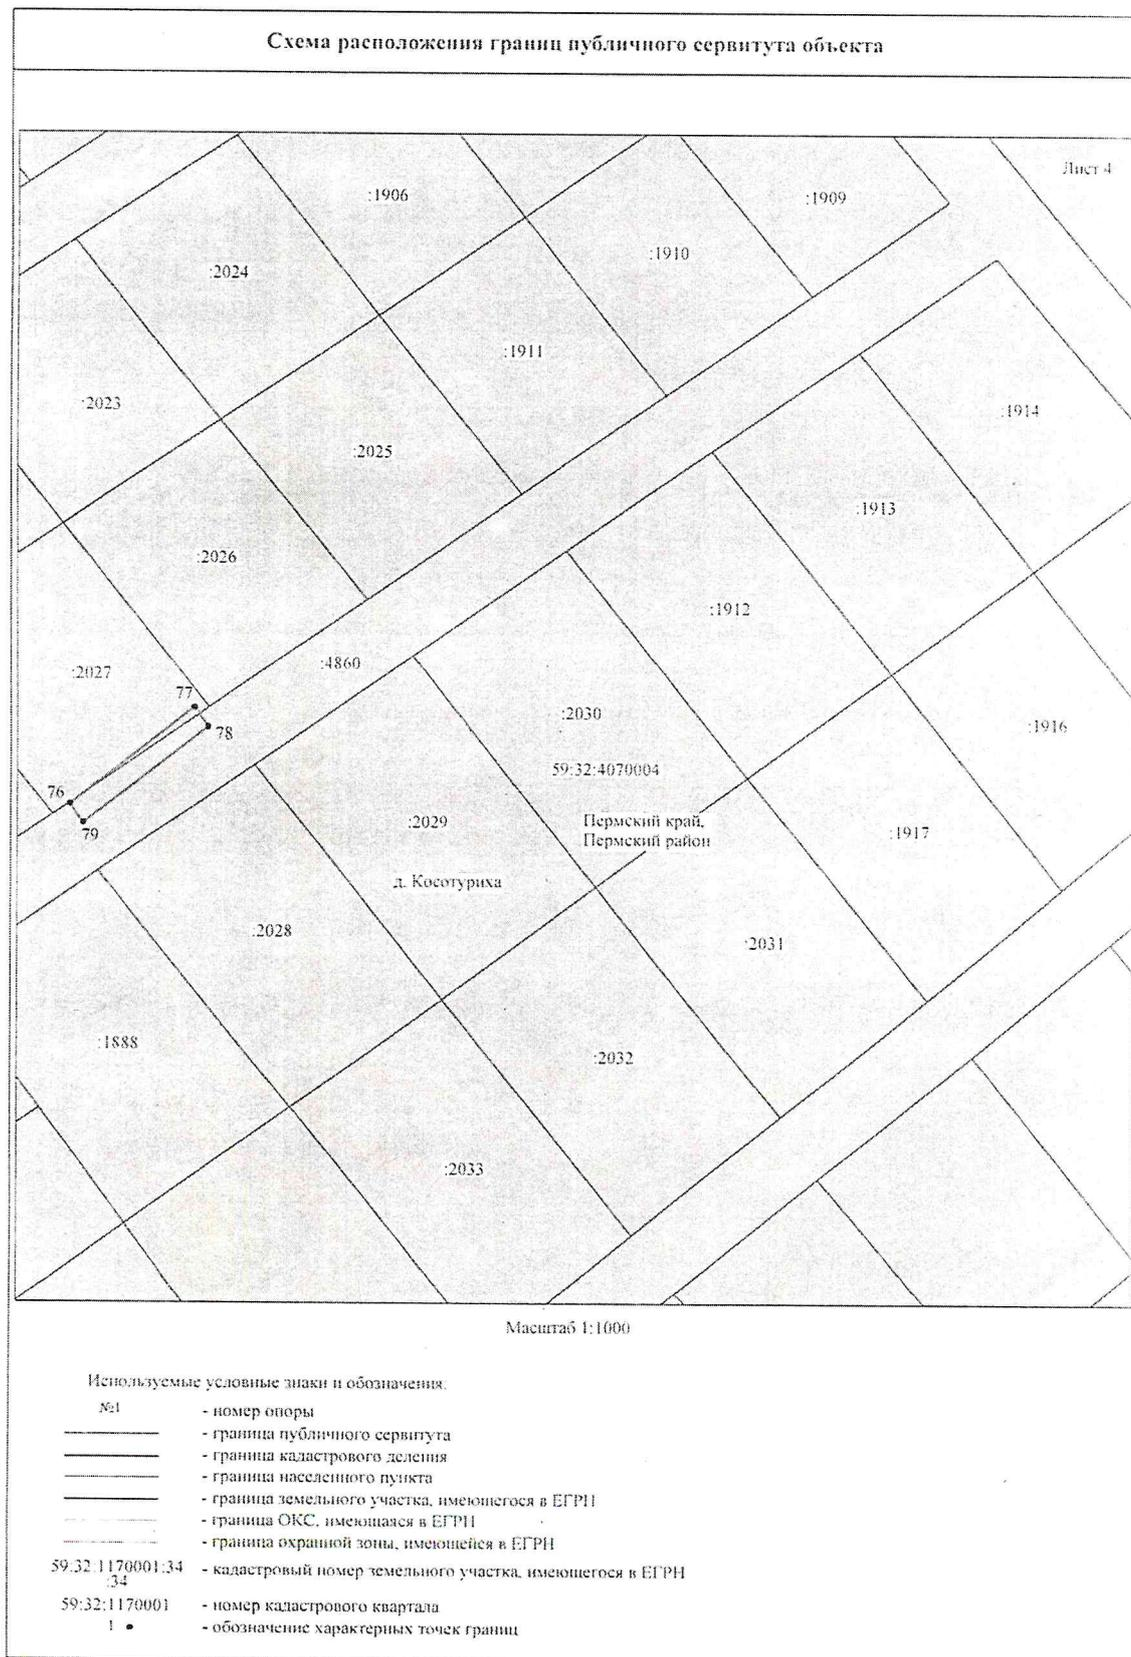 Схема расположения границ публичного сервитута объекта
Лист 4
:1906
:1909
:1910
:2024
:1911
:2023
:1914
:2025
:1913
:2026
:1912
:4860
:2027
77
:2030
:1916
78
59:32:4070004
76
:2029
Пермский край,
Пермский район
:1917
79
д. Косотуриха
:2028
:2031
:1888
:2032
:2033
Масштаб 1:1000
Используемые условные знаки и обозначения:
№1 - номер опоры
- граница публичного сервитута
- граница кадастрового деления
- граница населенного пункта
- граница земельного участка, имеющегося в ЕГРН
- граница ОКС, имеющаяся в ЕГРН
- граница охранной зоны, имеющейся в ЕГРН
59:32:1170001:34 - кадастровый номер земельного участка, имеющегося в ЕГРН
:34
59:32:1170001 - номер кадастрового квартала
1 - обозначение характерных точек границ